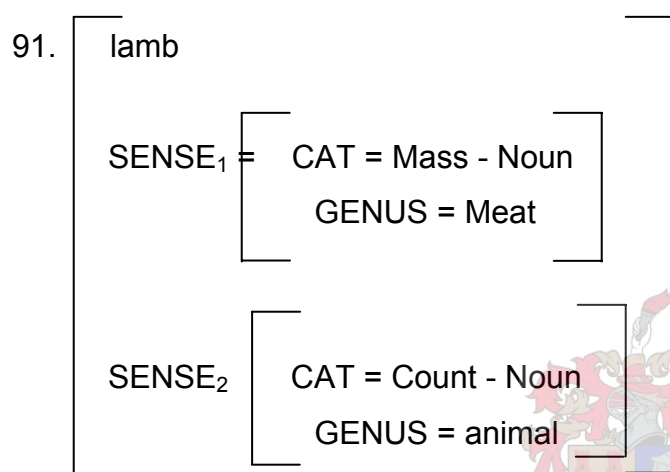 91. lamb
SENSE₁ = CAT = Mass - Noun
GENUS = Meat
SENSE₂ CAT = Count - Noun
GENUS = animal